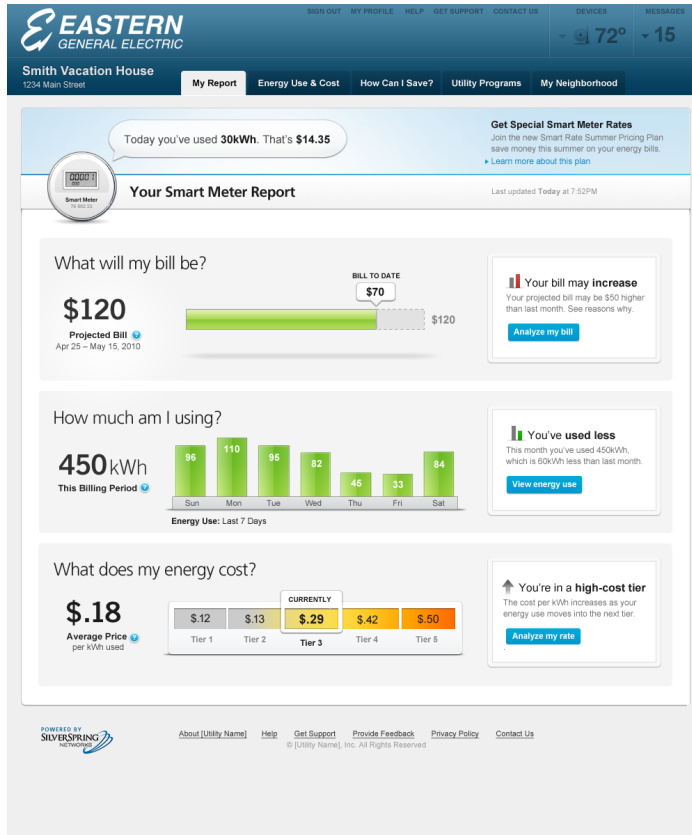 EASTERN
GENERAL ELECTRIC
SIGN OUT MY PROFILE HELP GET SUPPORT CONTACT US
DEVICES
MESSAGES
72°
15
Smith Vacation House
1234 Main Street
My Report
Energy Use & Cost
How Can I Save?
Utility Programs
My Neighborhood
Today you've used 30kWh. That's $14.35
Get Special Smart Meter Rates
Join the new Smart Rate Summer Pricing Plan
save money this summer on your energy bills.
Learn more about this plan
Smart Meter
Your Smart Meter Report
Last updated Today at 7:52PM
What will my bill be?
$120
Projected Bill ?
Apr 25 – May 15, 2010
BILL TO DATE
$70
$120
Your bill may increase
Your projected bill may be $50 higher
than last month. See reasons why.
Analyze my bill
How much am I using?
450 kWh
This Billing Period ?
96 110 95 82 45 33 84
Sun Mon Tue Wed Thu Fri Sat
Energy Use: Last 7 Days
You've used less
This month you've used 450kWh,
which is 60kWh less than last month.
View energy use
What does my energy cost?
$.18
Average Price ?
per kWh used
CURRENTLY
$.12 $.13 $.29 $.42 $.50
Tier 1 Tier 2 Tier 3 Tier 4 Tier 5
You're in a high-cost tier
The cost per kWh increases as your
energy use moves into the next tier.
Analyze my rate
POWERED BY
SILVERSPRING
NETWORKS
About [Utility Name] Help Get Support Provide Feedback Privacy Policy Contact Us
© [Utility Name], Inc. All Rights Reserved